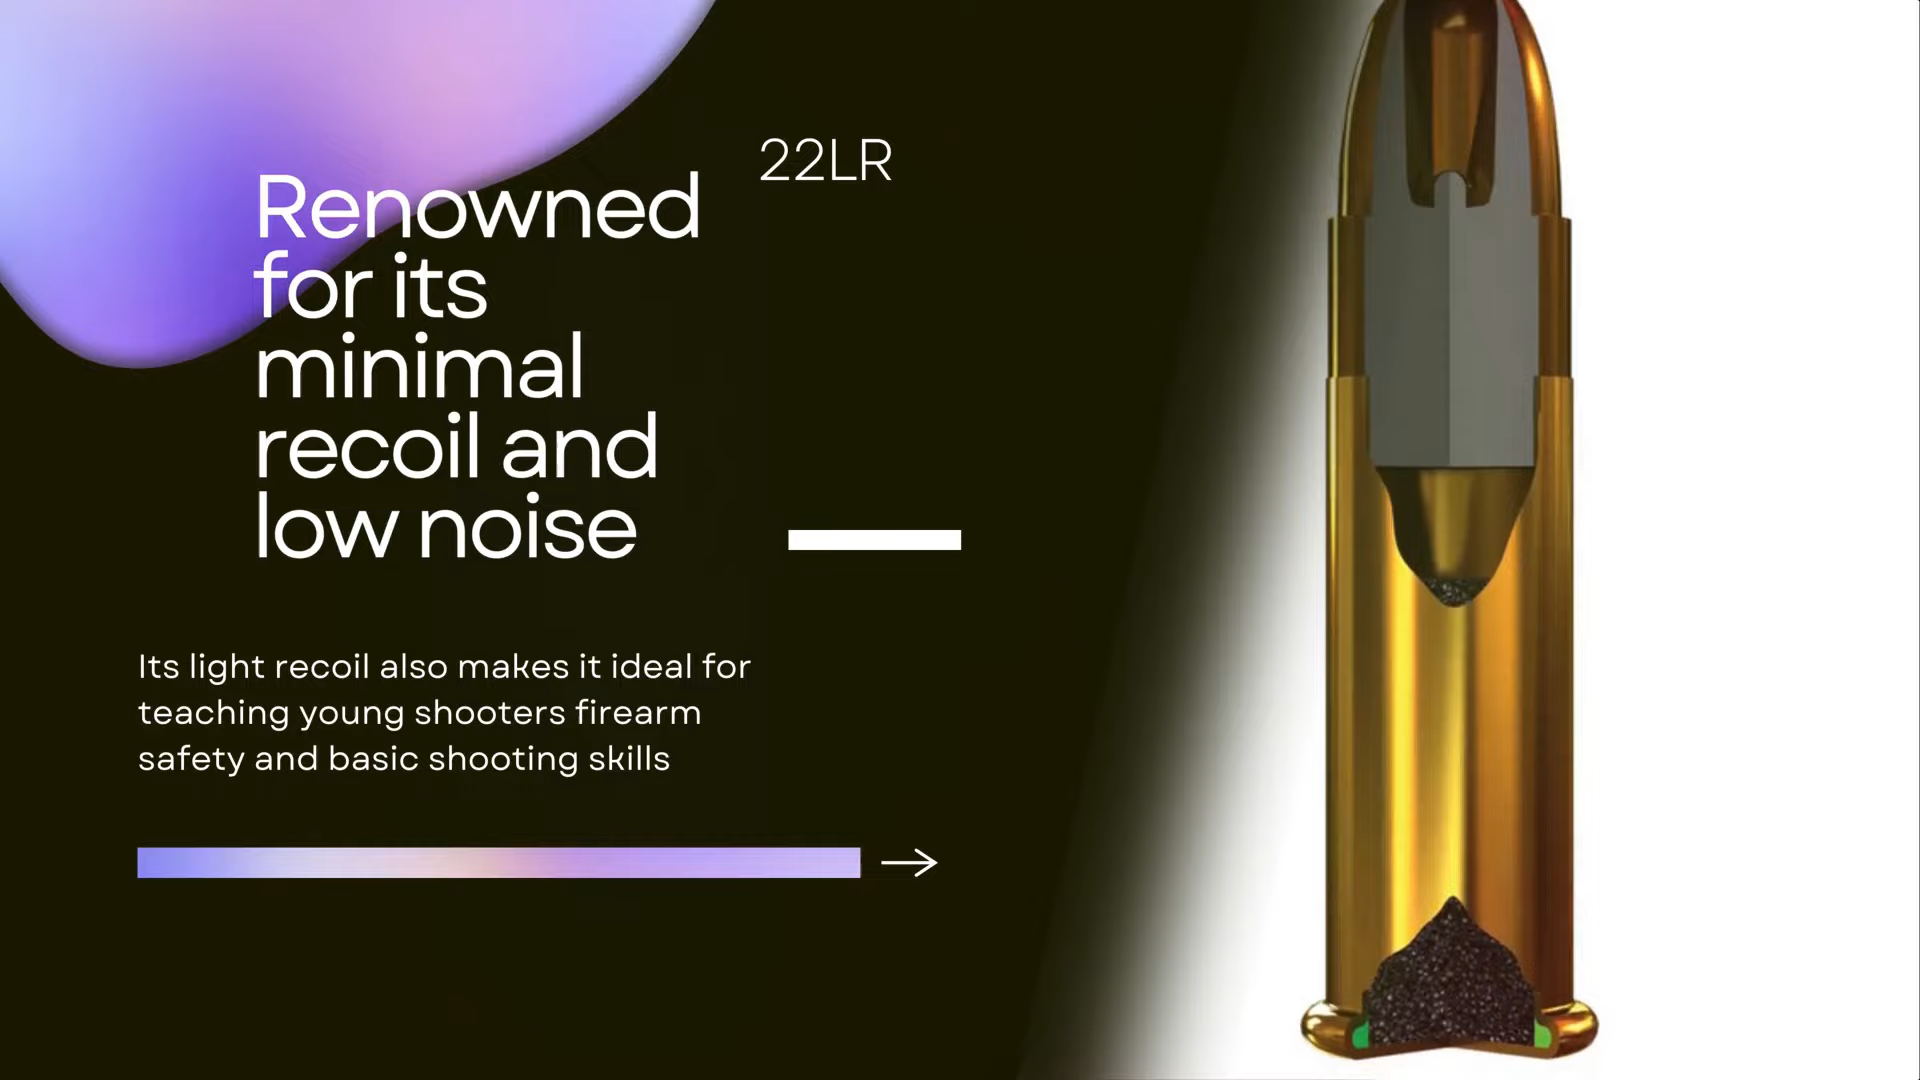 22LR
Renowned
for its
minimal
recoil and
low noise
Its light recoil also makes it ideal for
teaching young shooters firearm
safety and basic shooting skills